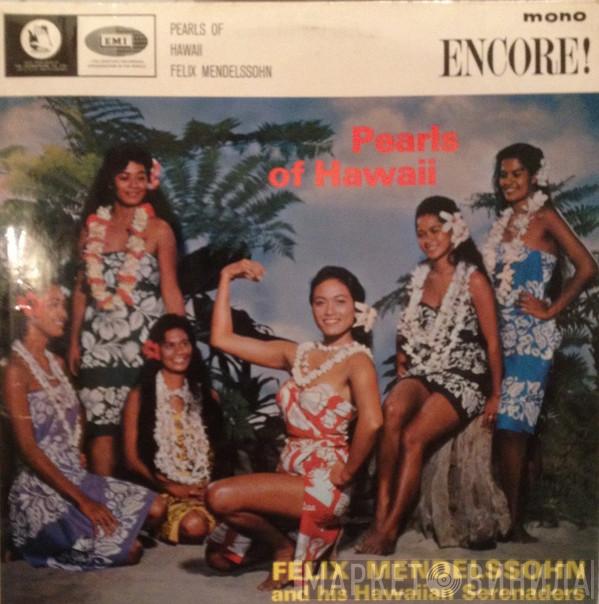 PEARLS OF
HAWAII
FELIX MENDELSSOHN
mono
ENCORE!
EMI
Pearls
of Hawaii
FELIX MENDELSSOHN
and his Hawaiian Serenaders